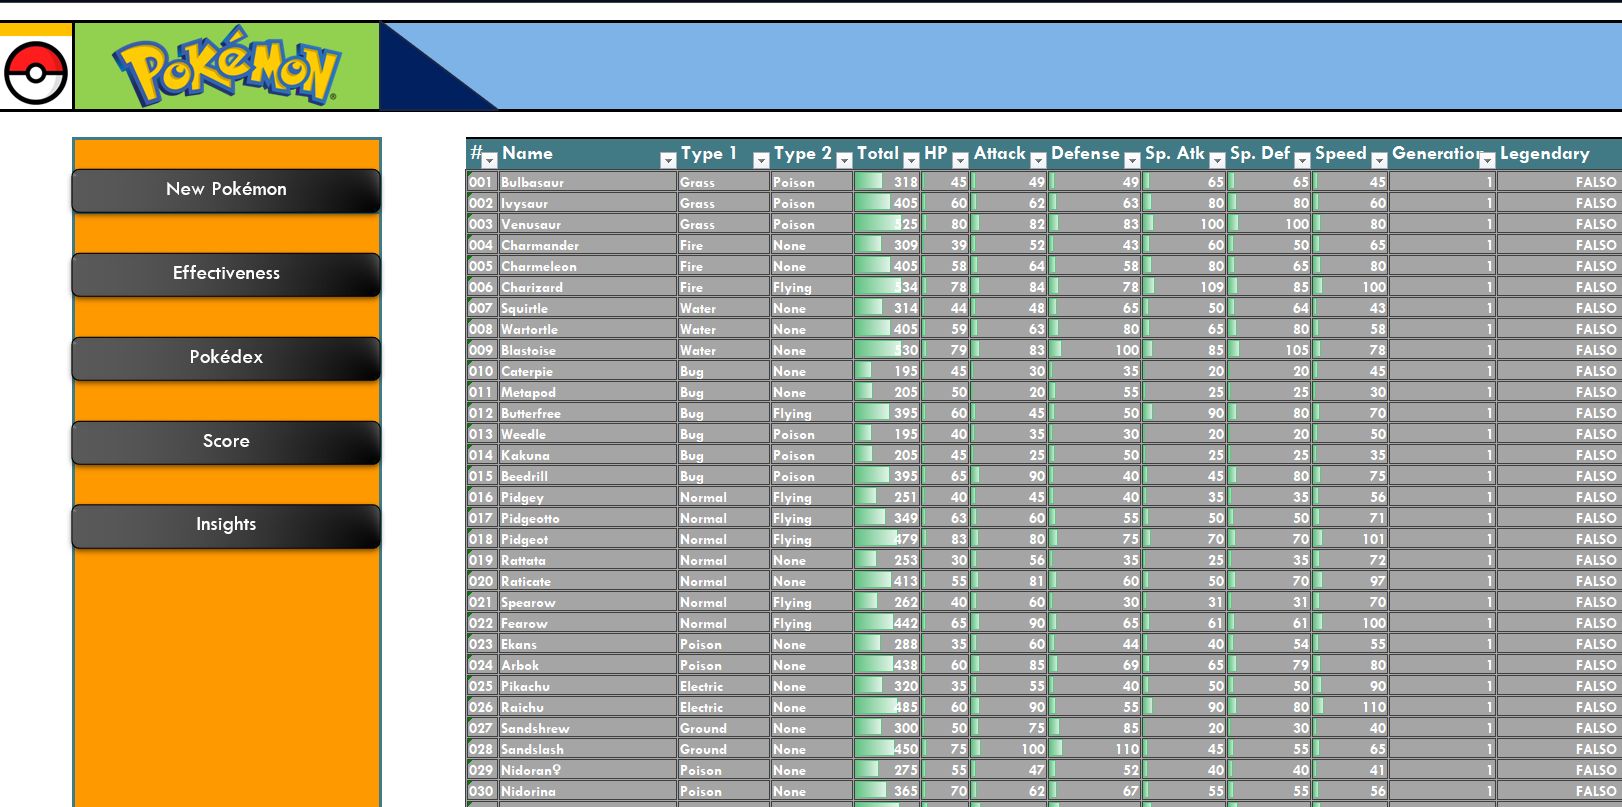 POKÉMON
New Pokémon
Effectiveness
Pokédex
Score
Insights
# Name Type 1 Type 2 Total HP Attack Defense Sp. Atk Sp. Def Speed Generation Legendary
001 Bulbasaur Grass Poison 318 45 49 49 65 65 45 1 FALSO
002 Ivysaur Grass Poison 405 60 62 63 80 80 60 1 FALSO
003 Venusaur Grass Poison 525 80 82 83 100 100 80 1 FALSO
004 Charmander Fire None 309 39 52 43 60 50 65 1 FALSO
005 Charmeleon Fire None 405 58 64 58 80 65 80 1 FALSO
006 Charizard Fire Flying 534 78 84 78 109 85 100 1 FALSO
007 Squirtle Water None 314 44 48 65 50 64 43 1 FALSO
008 Wartortle Water None 405 59 63 80 65 80 58 1 FALSO
009 Blastoise Water None 530 79 83 100 85 105 78 1 FALSO
010 Caterpie Bug None 195 45 30 35 20 20 45 1 FALSO
011 Metapod Bug None 205 50 20 55 25 25 30 1 FALSO
012 Butterfree Bug Flying 395 60 45 50 90 80 70 1 FALSO
013 Weedle Bug Poison 195 40 35 30 20 20 50 1 FALSO
014 Kakuna Bug Poison 205 45 25 50 25 25 35 1 FALSO
015 Beedrill Bug Poison 395 65 90 40 45 80 75 1 FALSO
016 Pidgey Normal Flying 251 40 45 40 35 35 56 1 FALSO
017 Pidgeotto Normal Flying 349 63 60 55 50 50 71 1 FALSO
018 Pidgeot Normal Flying 479 83 80 75 70 70 101 1 FALSO
019 Rattata Normal None 253 30 56 35 25 35 72 1 FALSO
020 Raticate Normal None 413 55 81 60 50 70 97 1 FALSO
021 Spearow Normal Flying 262 40 60 30 31 31 70 1 FALSO
022 Fearow Normal Flying 442 65 90 65 61 61 100 1 FALSO
023 Ekans Poison None 288 35 60 44 40 54 55 1 FALSO
024 Arbok Poison None 438 60 85 69 65 79 80 1 FALSO
025 Pikachu Electric None 320 35 55 40 50 50 90 1 FALSO
026 Raichu Electric None 485 60 90 55 90 80 110 1 FALSO
027 Sandshrew Ground None 300 50 75 85 20 30 40 1 FALSO
028 Sandslash Ground None 450 75 100 110 45 55 65 1 FALSO
029 Nidoran♀ Poison None 275 55 47 52 40 40 41 1 FALSO
030 Nidorina Poison None 365 70 62 67 55 55 56 1 FALSO